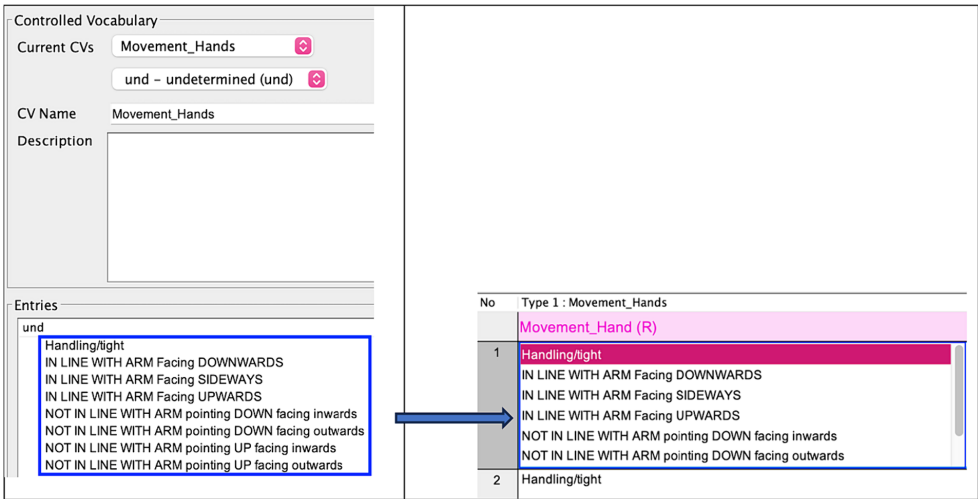 Controlled Vocabulary
Current CVs Movement_Hands
und – undetermined (und)
CV Name Movement_Hands
Description
Entries
und
Handling/tight
IN LINE WITH ARM Facing DOWNWARDS
IN LINE WITH ARM Facing SIDEWAYS
IN LINE WITH ARM Facing UPWARDS
NOT IN LINE WITH ARM pointing DOWN facing inwards
NOT IN LINE WITH ARM pointing DOWN facing outwards
NOT IN LINE WITH ARM pointing UP facing inwards
NOT IN LINE WITH ARM pointing UP facing outwards
No Type 1 : Movement_Hands
Movement_Hand (R)
1 Handling/tight
IN LINE WITH ARM Facing DOWNWARDS
IN LINE WITH ARM Facing SIDEWAYS
IN LINE WITH ARM Facing UPWARDS
NOT IN LINE WITH ARM pointing DOWN facing inwards
NOT IN LINE WITH ARM pointing DOWN facing outwards
2 Handling/tight